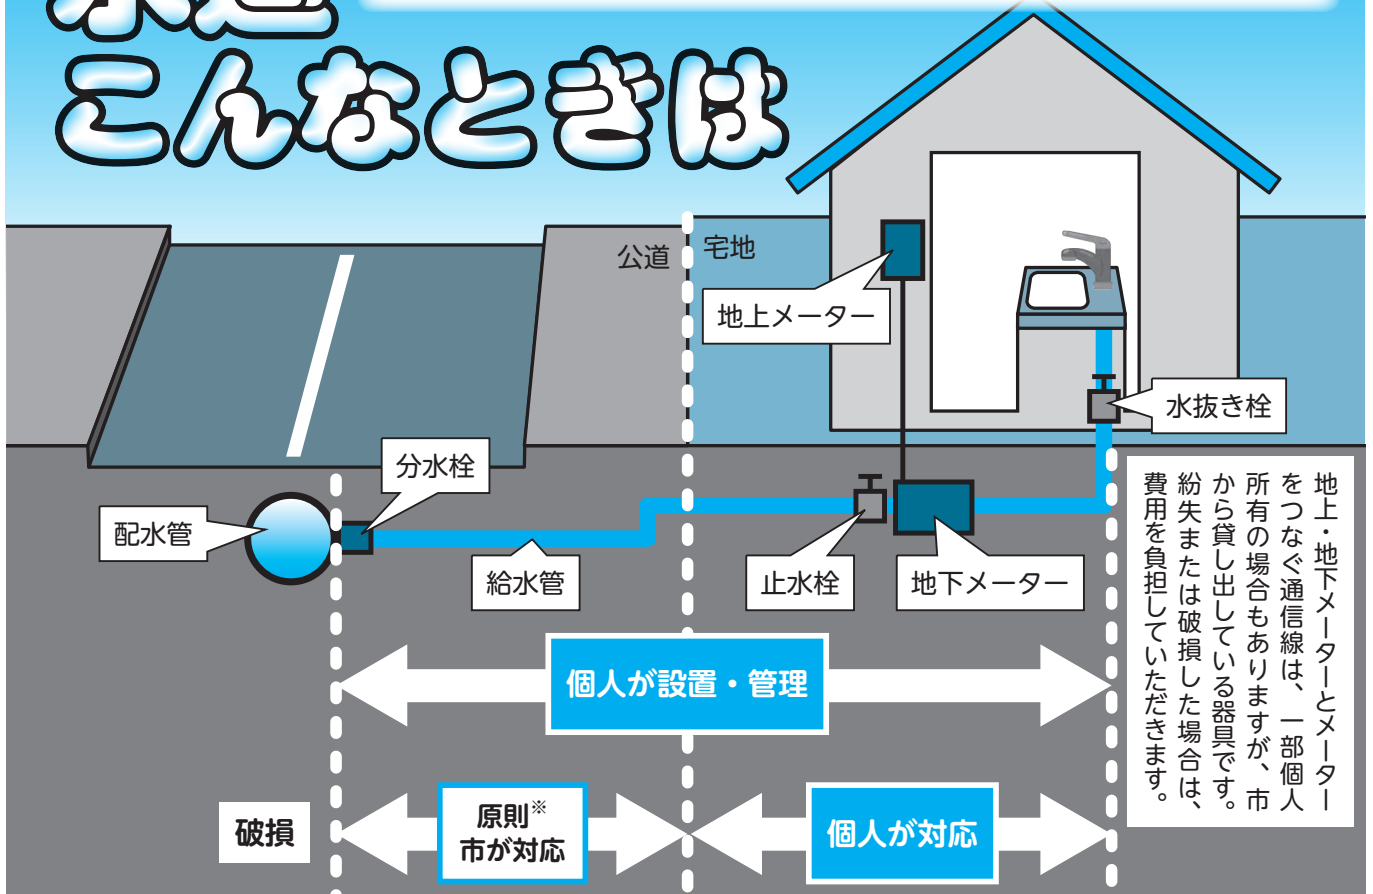 水道
こんなときは
公道
宅地
地上メーター
水抜き栓
分水栓
配水管
給水管
止水栓
地下メーター
地上・地下メーターとメーター
をつなぐ通信線は、一部個人
所有の場合もありますが、市
から貸し出している器具です。
紛失または破損した場合は、
費用を負担していただきます。
個人が設置・管理
破損
原則※
市が対応
個人が対応